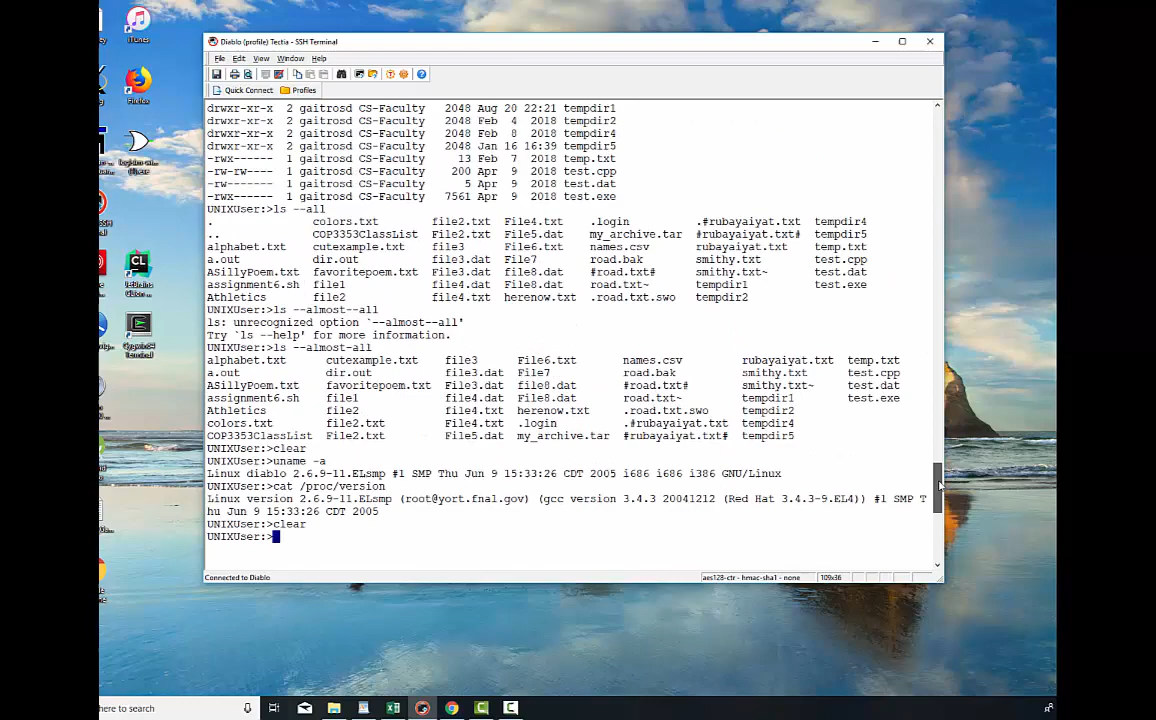 iTunes
Diablo (profile) Tectia - SSH Terminal
File Edit View Window Help
Quick Connect Profiles
Firefox
drwxr-xr-x 2 gaitrosd CS-Faculty 2048 Aug 20 22:21 tempdir1
drwxr-xr-x 2 gaitrosd CS-Faculty 2048 Feb 4 2018 tempdir2
drwxr-xr-x 2 gaitrosd CS-Faculty 2048 Feb 8 2018 tempdir4
drwxr-xr-x 2 gaitrosd CS-Faculty 2048 Jan 16 16:39 tempdir5
-rwx------ 1 gaitrosd CS-Faculty 13 Feb 7 2018 temp.txt
-rw-rw---- 1 gaitrosd CS-Faculty 200 Apr 9 2018 test.cpp
-rw------- 1 gaitrosd CS-Faculty 5 Apr 9 2018 test.dat
-rwx------ 1 gaitrosd CS-Faculty 7561 Apr 9 2018 test.exe
UNIXUser:>ls --all
. colors.txt file2.txt File4.txt .login .#rubayaiyat.txt tempdir4
.. COP3353ClassList File2.txt File5.dat my_archive.tar #rubayaiyat.txt# tempdir5
alphabet.txt cutexample.txt file3 File6.txt names.csv rubayaiyat.txt temp.txt
a.out dir.out file3.dat File7 road.bak smithy.txt test.cpp
ASillyPoem.txt favoritepoem.txt File3.dat file8.dat #road.txt# smithy.txt~ test.dat
assignment6.sh file1 file4.dat File8.dat road.txt~ tempdir1 test.exe
Athletics file2 file4.txt herenow.txt .road.txt.swo tempdir2
UNIXUser:>ls --almost--all
ls: unrecognized option `--almost--all'
Try `ls --help' for more information.
UNIXUser:>ls --almost-all
alphabet.txt cutexample.txt file3 File6.txt names.csv rubayaiyat.txt temp.txt
a.out dir.out file3.dat File7 road.bak smithy.txt test.cpp
ASillyPoem.txt favoritepoem.txt File3.dat file8.dat #road.txt# smithy.txt~ test.dat
assignment6.sh file1 file4.dat File8.dat road.txt~ tempdir1 test.exe
Athletics file2 file4.txt herenow.txt .road.txt.swo tempdir2
colors.txt file2.txt File4.txt .login .#rubayaiyat.txt tempdir4
COP3353ClassList File2.txt File5.dat my_archive.tar #rubayaiyat.txt# tempdir5
UNIXUser:>clear
UNIXUser:>uname -a
Linux diablo 2.6.9-11.ELsmp #1 SMP Thu Jun 9 15:33:26 CDT 2005 i686 i686 i386 GNU/Linux
UNIXUser:>cat /proc/version
Linux version 2.6.9-11.ELsmp (root@yort.fnal.gov) (gcc version 3.4.3 20041212 (Red Hat 3.4.3-9.EL4)) #1 SMP T
hu Jun 9 15:33:26 CDT 2005
UNIXUser:>clear
UNIXUser:>
JetBrains
Cygwin64
Terminal
Connected to Diablo
aes128-ctr - hmac-sha1 - none 109x36
here to search